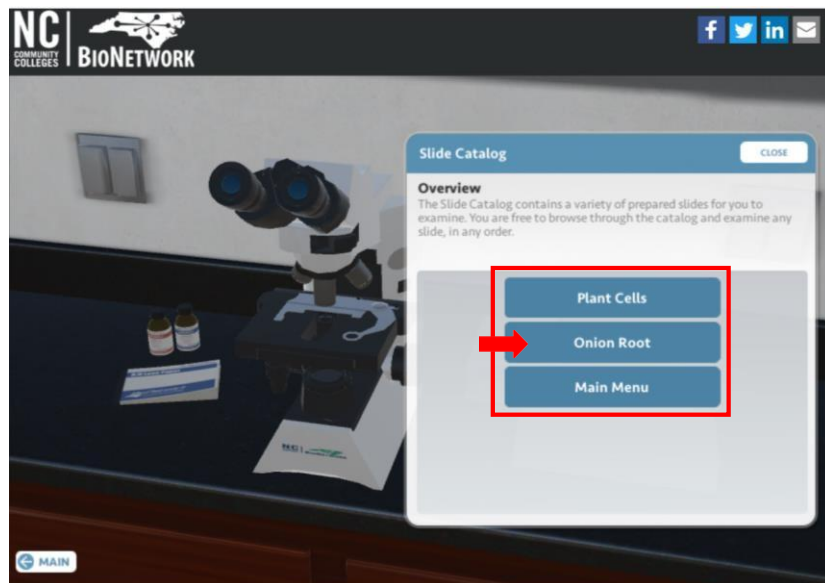 NC
COMMUNITY
COLLEGES
BIONETWORK
f
in
Slide Catalog
CLOSE
Overview
The Slide Catalog contains a variety of prepared slides for you to
examine. You are free to browse through the catalog and examine any
slide, in any order.
Plant Cells
Onion Root
Main Menu
NC
MAIN